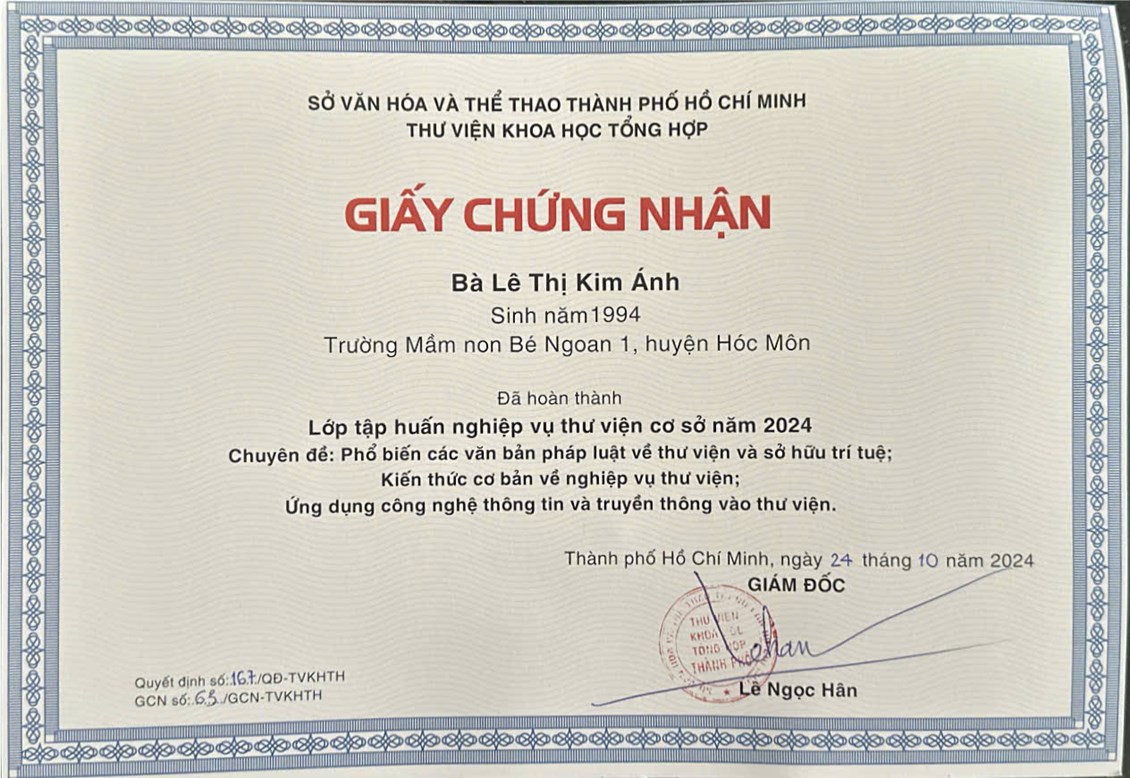 SỞ VĂN HÓA VÀ THỂ THAO THÀNH PHỐ HỒ CHÍ MINH
THƯ VIỆN KHOA HỌC TỔNG HỢP
GIẤY CHỨNG NHẬN
Bà Lê Thị Kim Ánh
Sinh năm1994
Trường Mầm non Bé Ngoan 1, huyện Hóc Môn
Đã hoàn thành
Lớp tập huấn nghiệp vụ thư viện cơ sở năm 2024
Chuyên đề: Phổ biến các văn bản pháp luật về thư viện và sở hữu trí tuệ;
Kiến thức cơ bản về nghiệp vụ thư viện;
Ứng dụng công nghệ thông tin và truyền thông vào thư viện.
Thành phố Hồ Chí Minh, ngày 24 tháng 10 năm 2024
GIÁM ĐỐC
THƯ VIỆN
KHOA HỌC
TỔNG HỢP
THÀNH PHỐ
Lê Ngọc Hân
Quyết định số:.167./QĐ-TVKHTH
GCN số:.65./GCN-TVKHTH